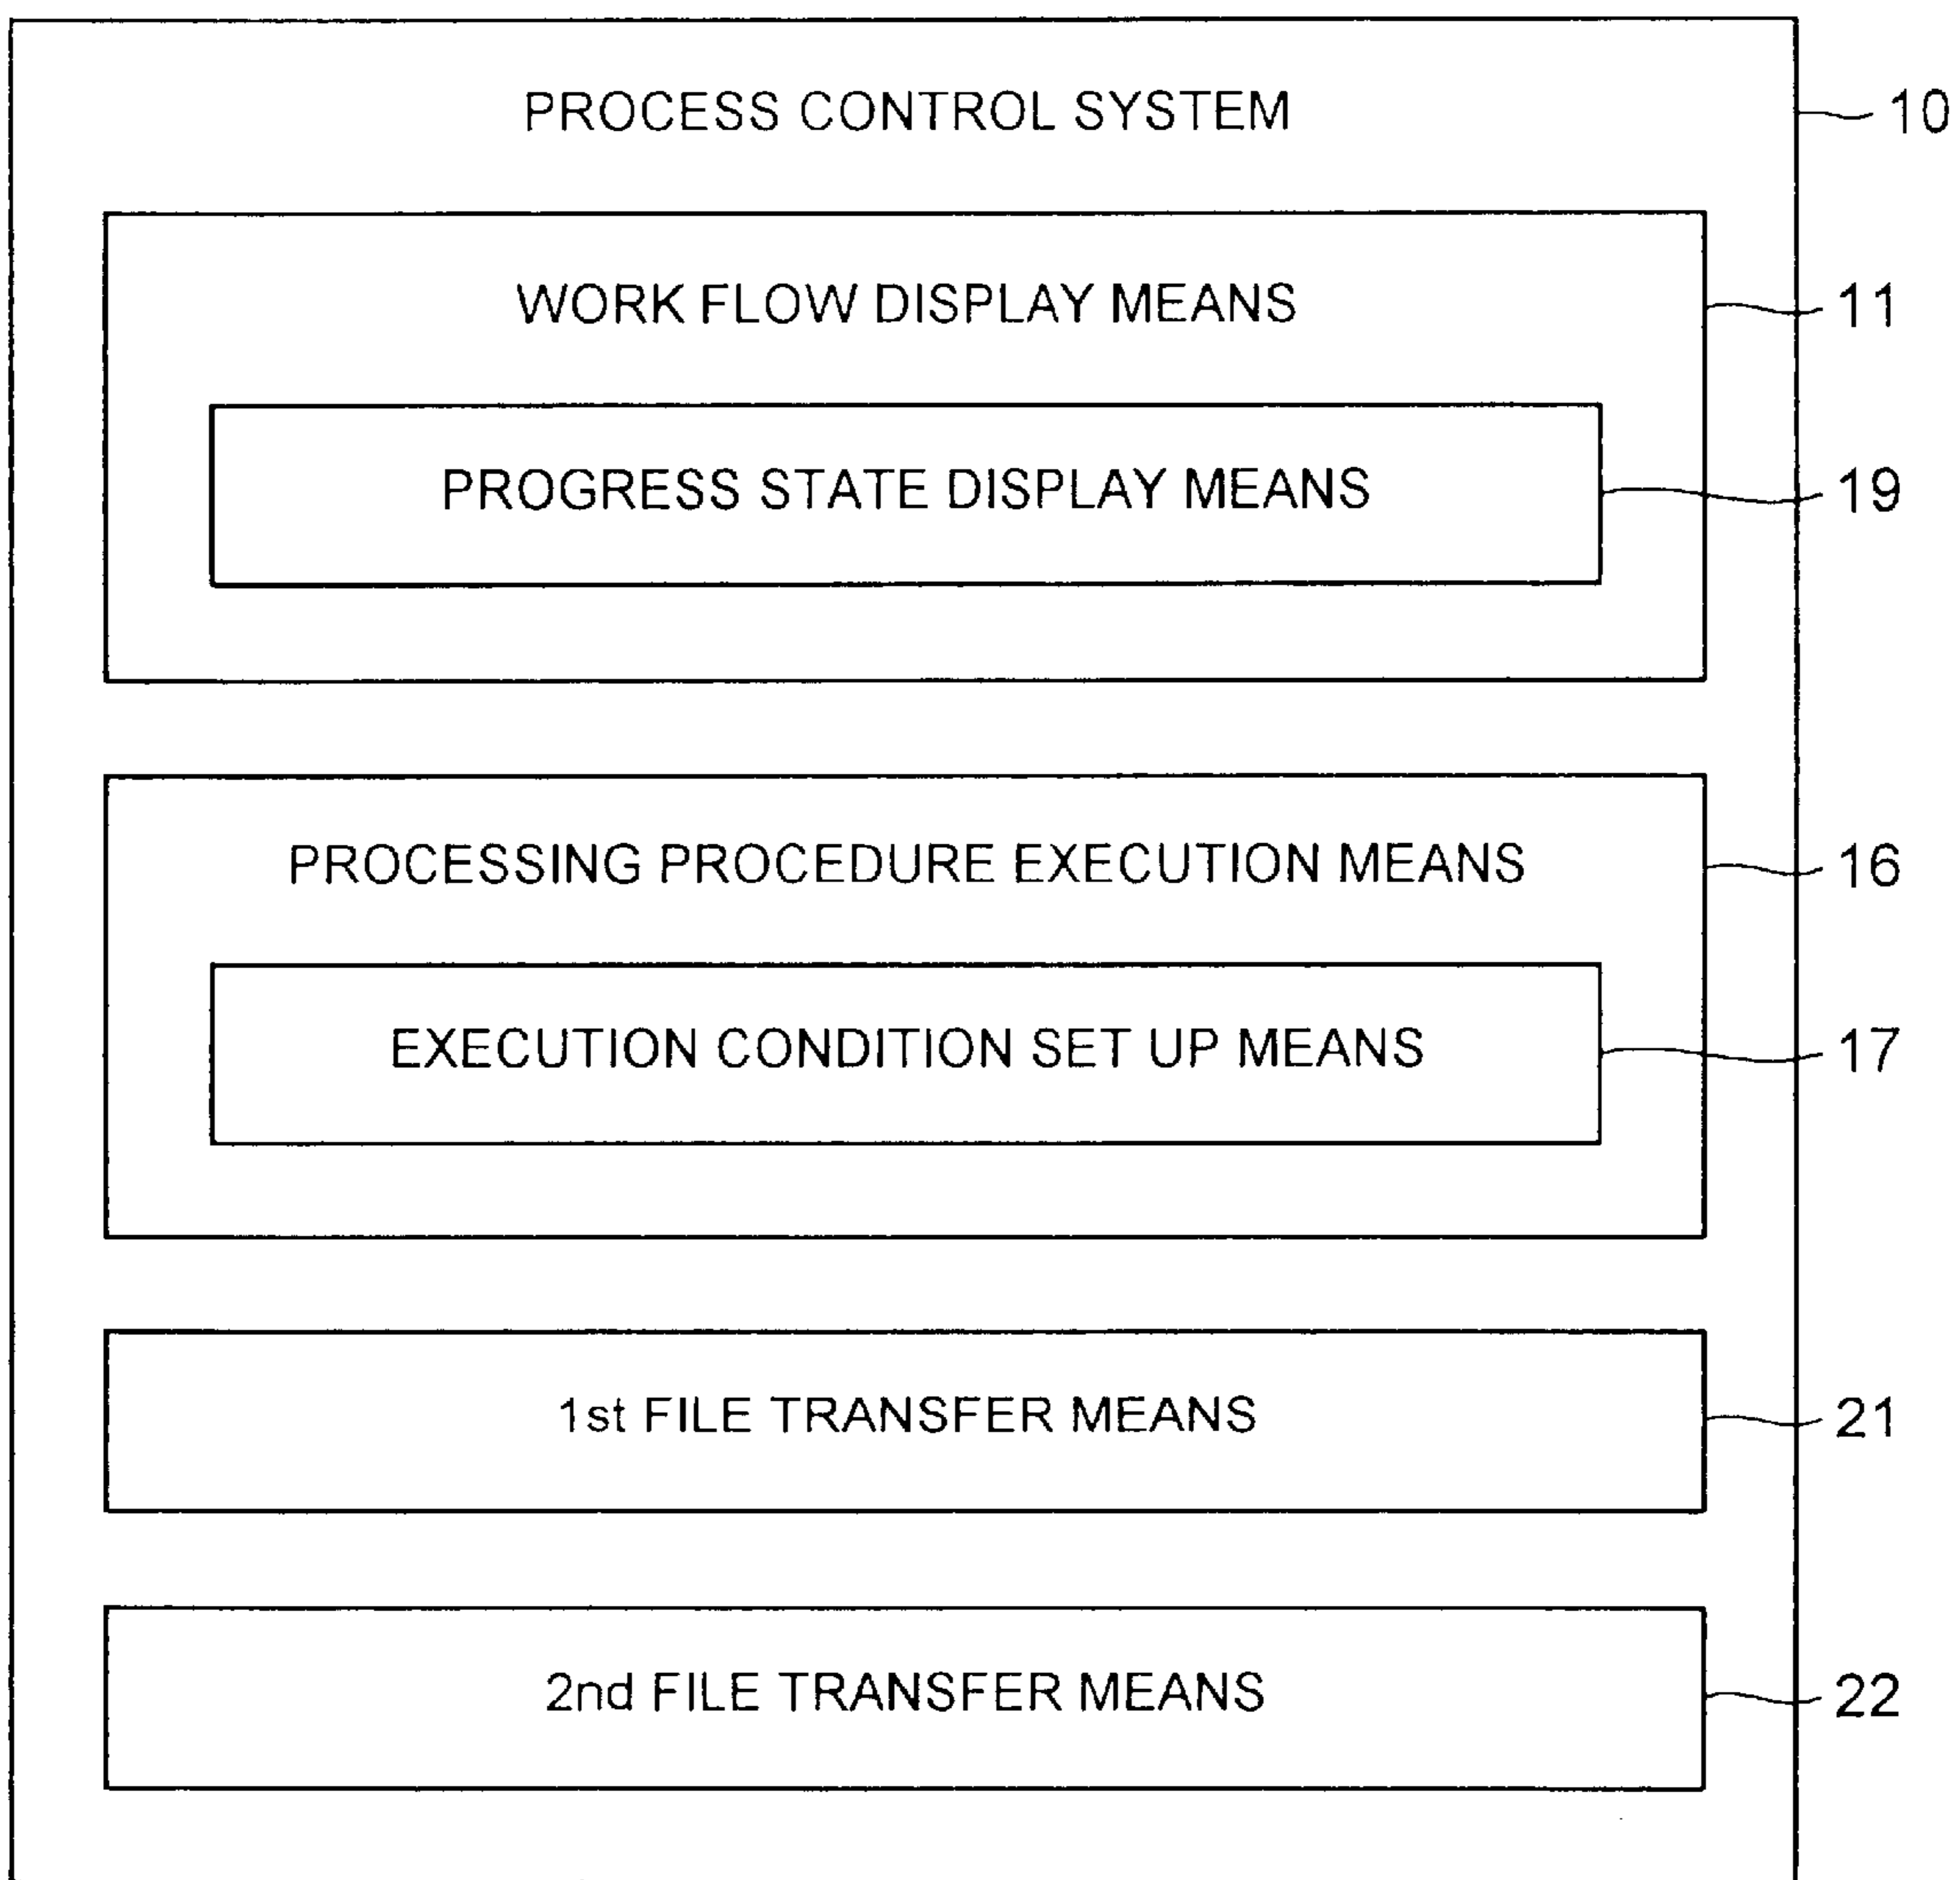 PROCESS CONTROL SYSTEM 10
WORK FLOW DISPLAY MEANS 11
PROGRESS STATE DISPLAY MEANS 19
PROCESSING PROCEDURE EXECUTION MEANS 16
EXECUTION CONDITION SET UP MEANS 17
1st FILE TRANSFER MEANS 21
2nd FILE TRANSFER MEANS 22